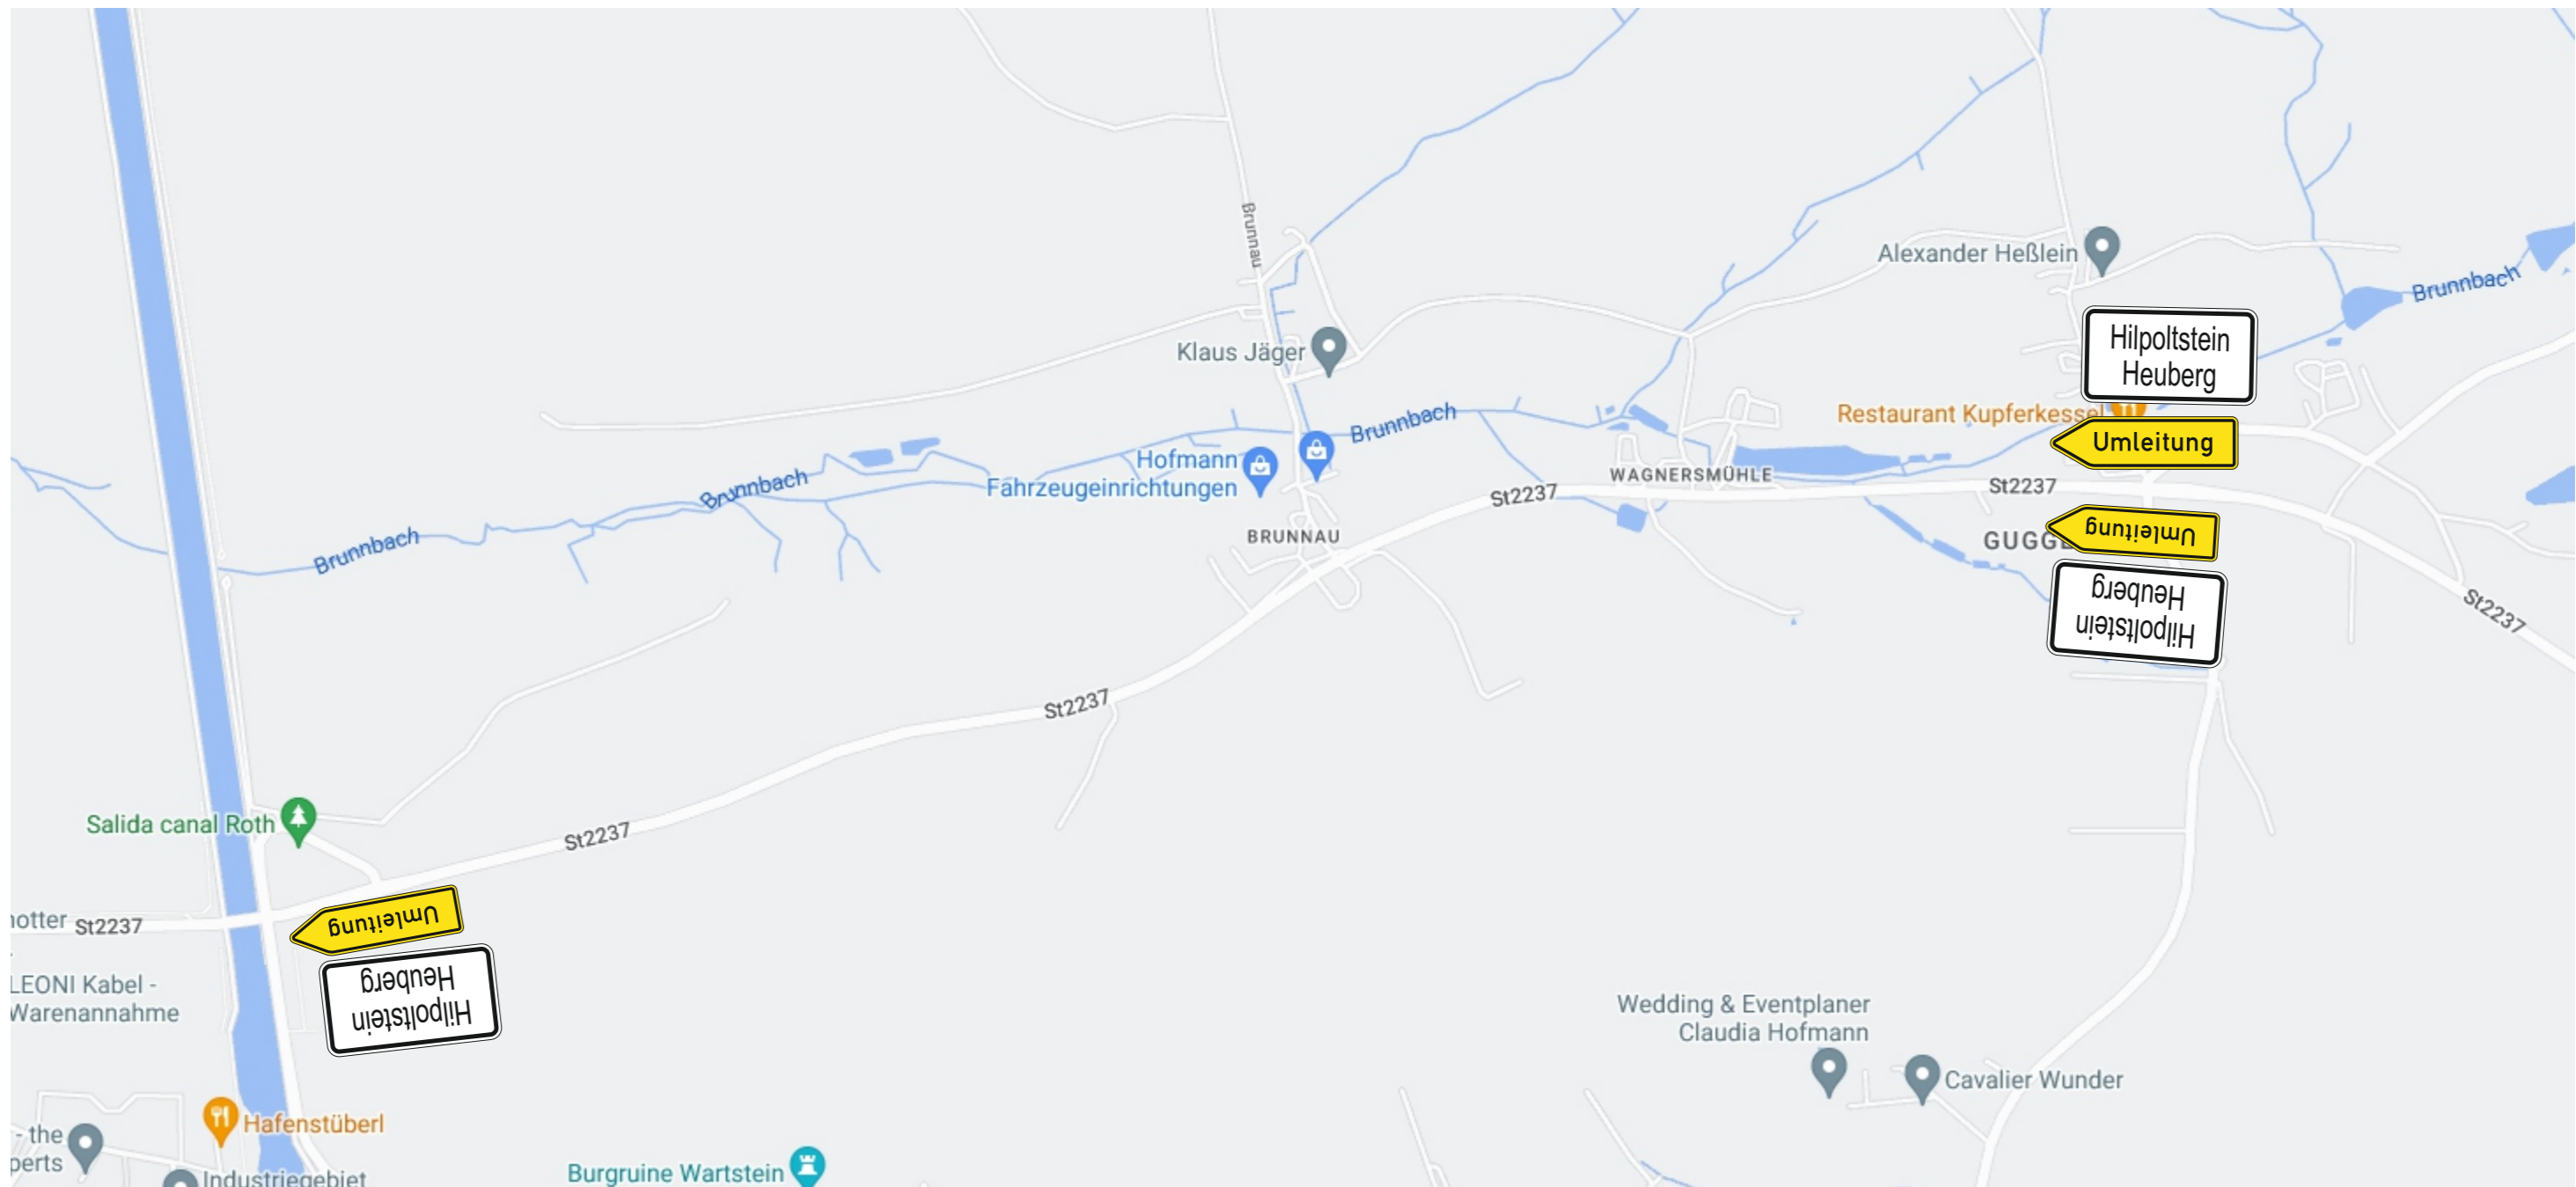 Brunnau
Alexander Heßlein
Brunnbach
Hilpoltstein
Heuberg
Klaus Jäger
Restaurant Kupferkessel
Brunnbach
Umleitung
Hofmann
Fahrzeugeinrichtungen
WAGNERSMÜHLE
St2237
St2237
Brunnbach
BRUNNAU
Umleitung
Brunnbach
Hilpoltstein
Heuberg
St2237
St2237
Salida canal Roth
St2237
St2237
Umleitung
Hilpoltstein
Heuberg
LEONI Kabel -
Warenannahme
Wedding & Eventplaner
Claudia Hofmann
Cavalier Wunder
Hafenstüberl
- the
Burgruine Wartstein
Industriegebiet